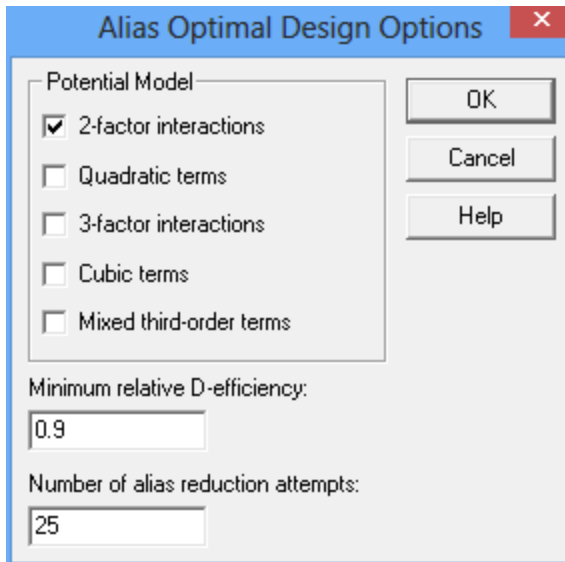 Alias Optimal Design Options
Potential Model
2-factor interactions
Quadratic terms
3-factor interactions
Cubic terms
Mixed third-order terms
OK
Cancel
Help
Minimum relative D-efficiency:
0.9
Number of alias reduction attempts:
25